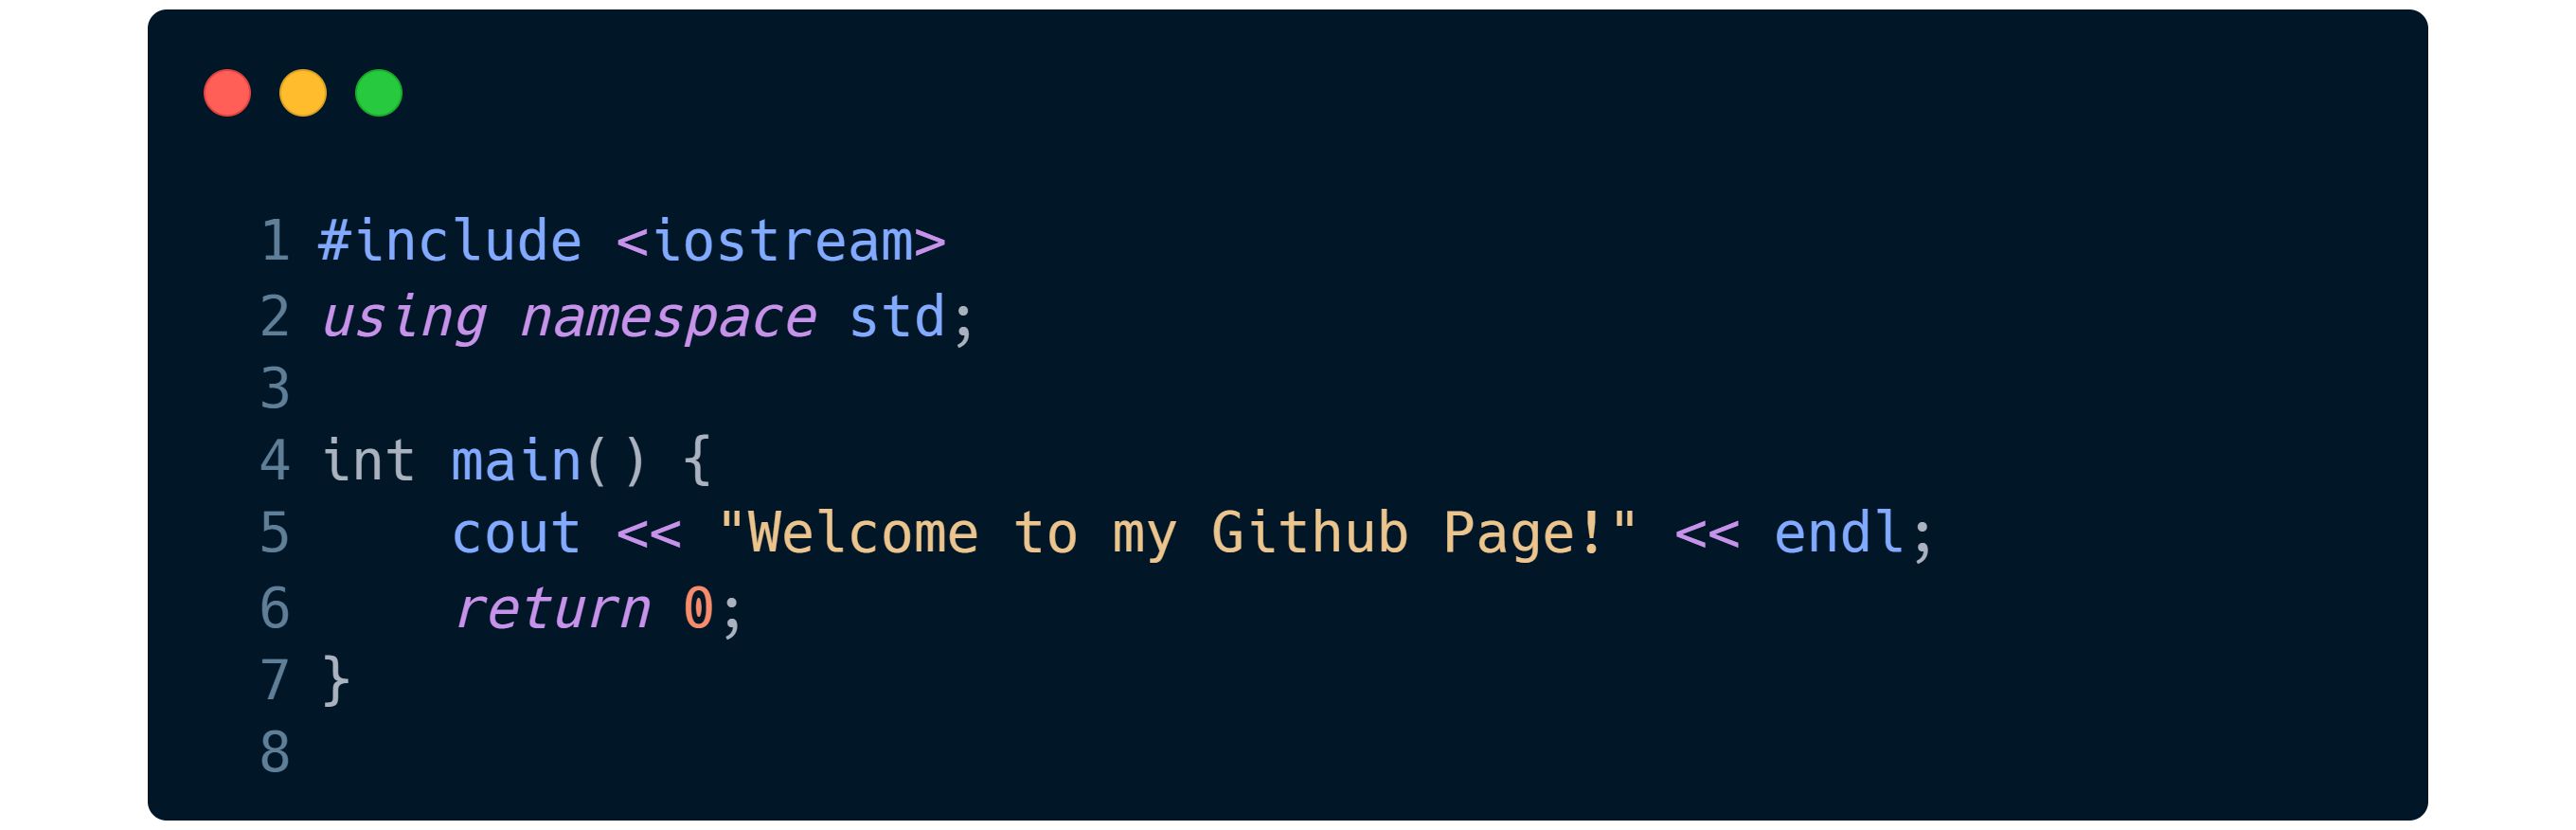 1 #include <iostream>
2 using namespace std;
3
4 int main() {
5     cout << "Welcome to my Github Page!" << endl;
6     return 0;
7 }
8